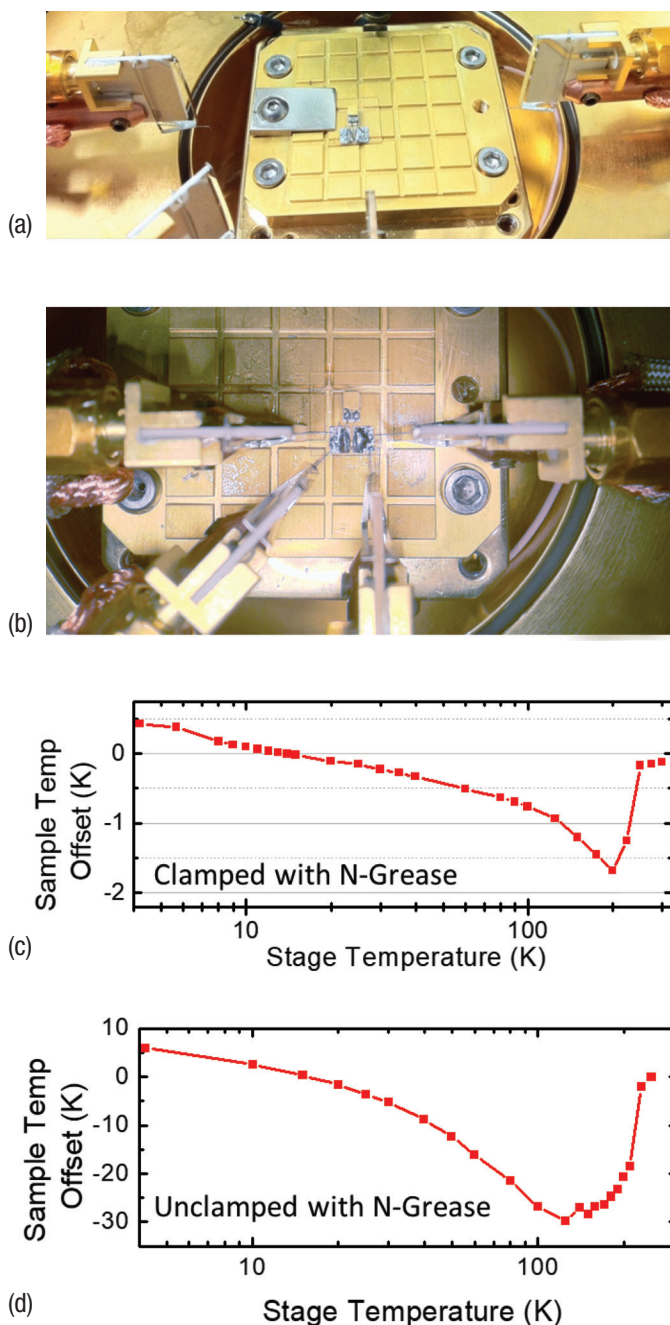 (a)
(b)
0
-1
-2
Sample Temp
Offset (K)
Clamped with N-Grease
10
100
Stage Temperature (K)
(c)
10
0
-10
-20
-30
Sample Temp
Offset (K)
Unclamped with N-Grease
10
100
Stage Temperature (K)
(d)